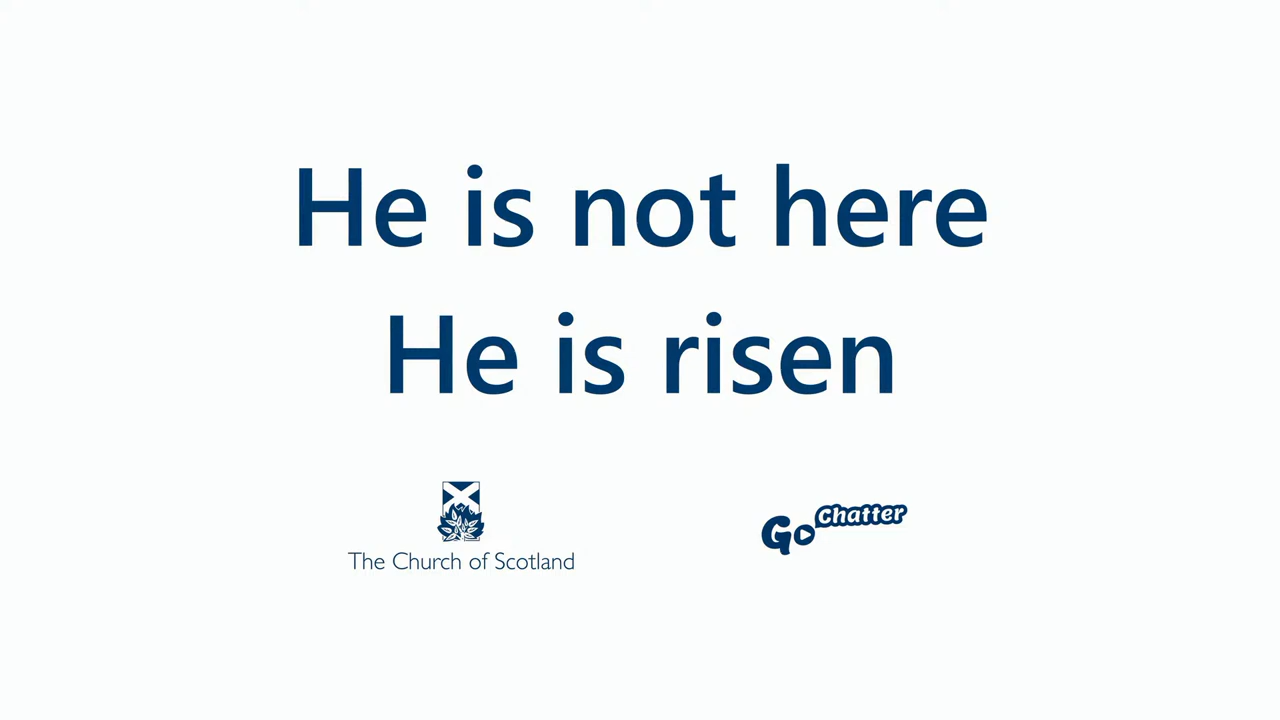 He is not here
He is risen
The Church of Scotland
Go Chatter